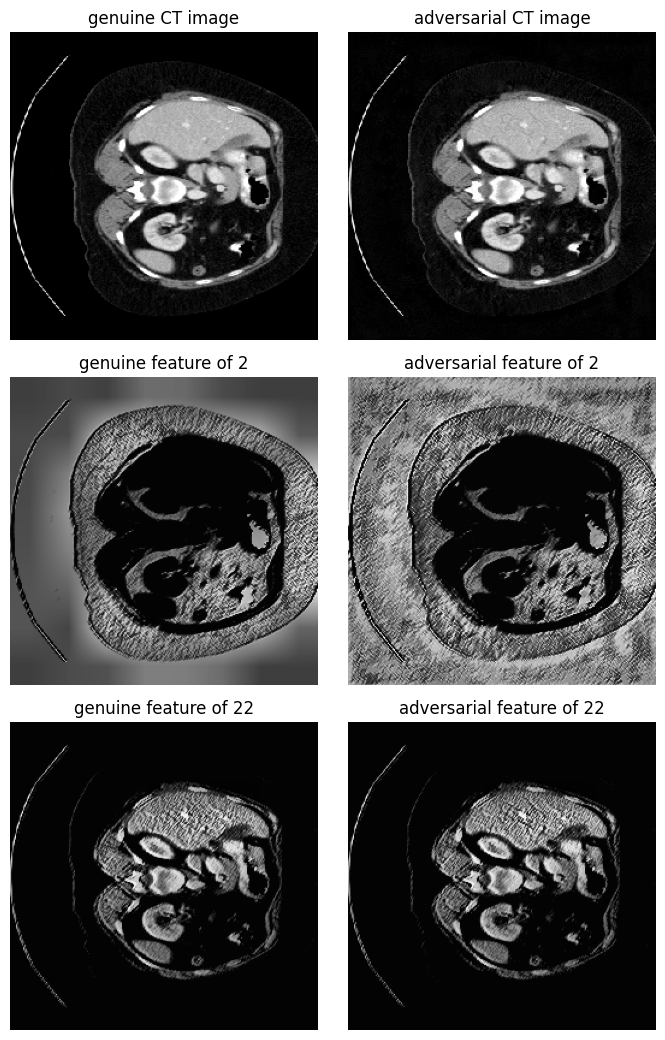 genuine CT image
adversarial CT image
genuine feature of 2
adversarial feature of 2
genuine feature of 22
adversarial feature of 22